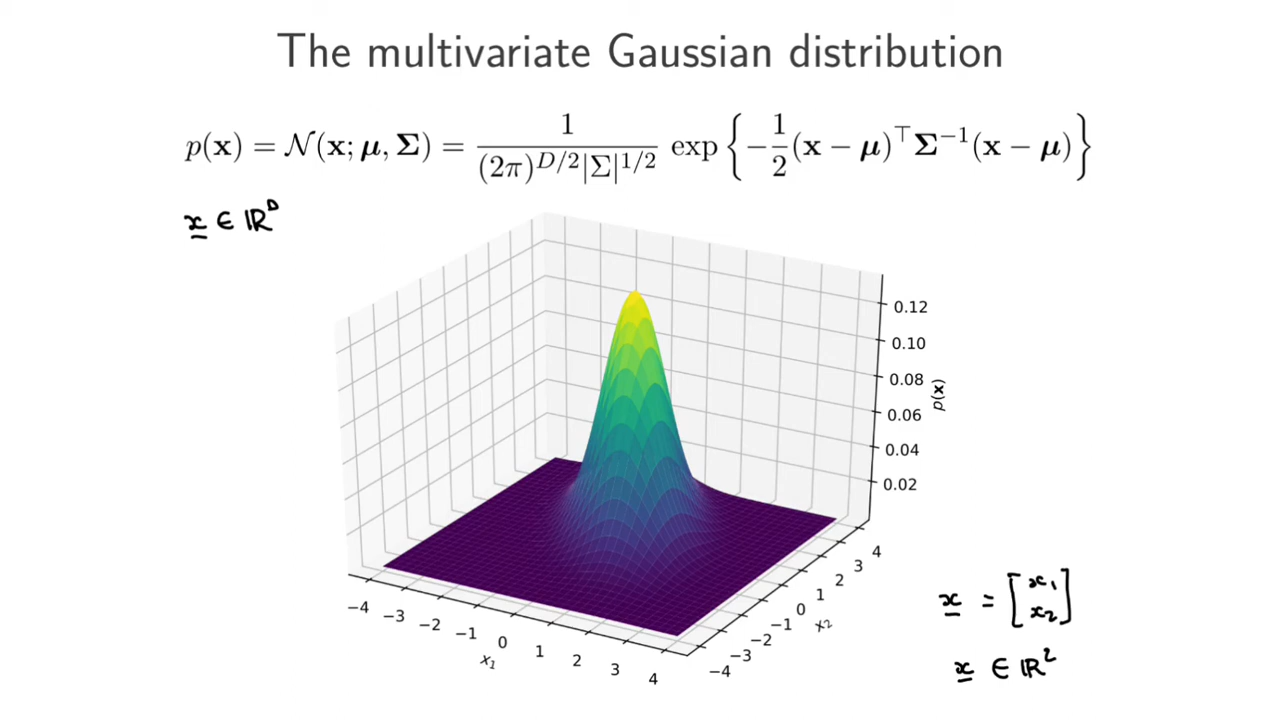 The multivariate Gaussian distribution
p(x) = N(x; μ, Σ) = 1 / (2π)^{D/2}|Σ|^{1/2} exp{−1/2 (x − μ)^⊤ Σ^{−1} (x − μ)}
x ∈ ℝ^D
0.12
0.10
0.08
p(x)
0.06
0.04
0.02
−4 −3 −2 −1 0 1 2 3 4
x₁
−4 −3 −2 −1 0 1 2 3 4
x₂
x = [x₁ x₂]
x ∈ ℝ²